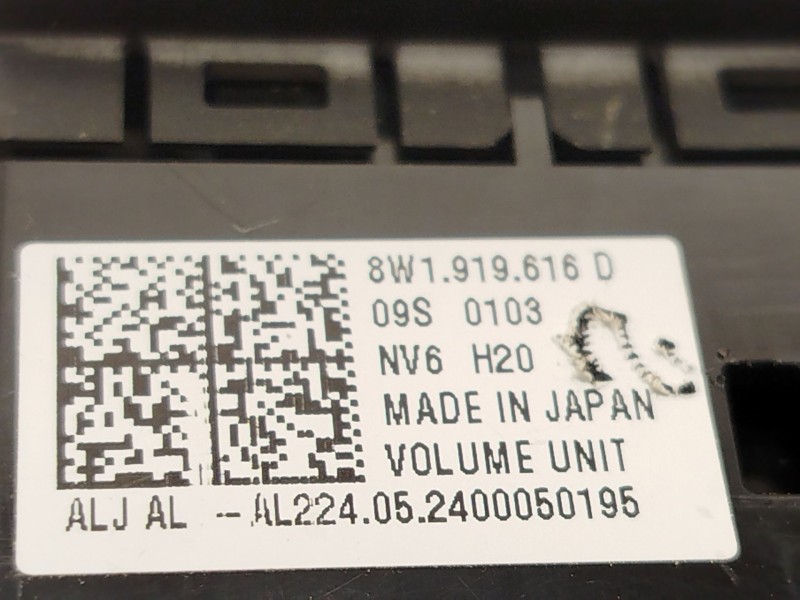 8W1.919.616 D
09S 0103
NV6 H20
MADE IN JAPAN
VOLUME UNIT
ALJ AL --AL224.05.2400050195